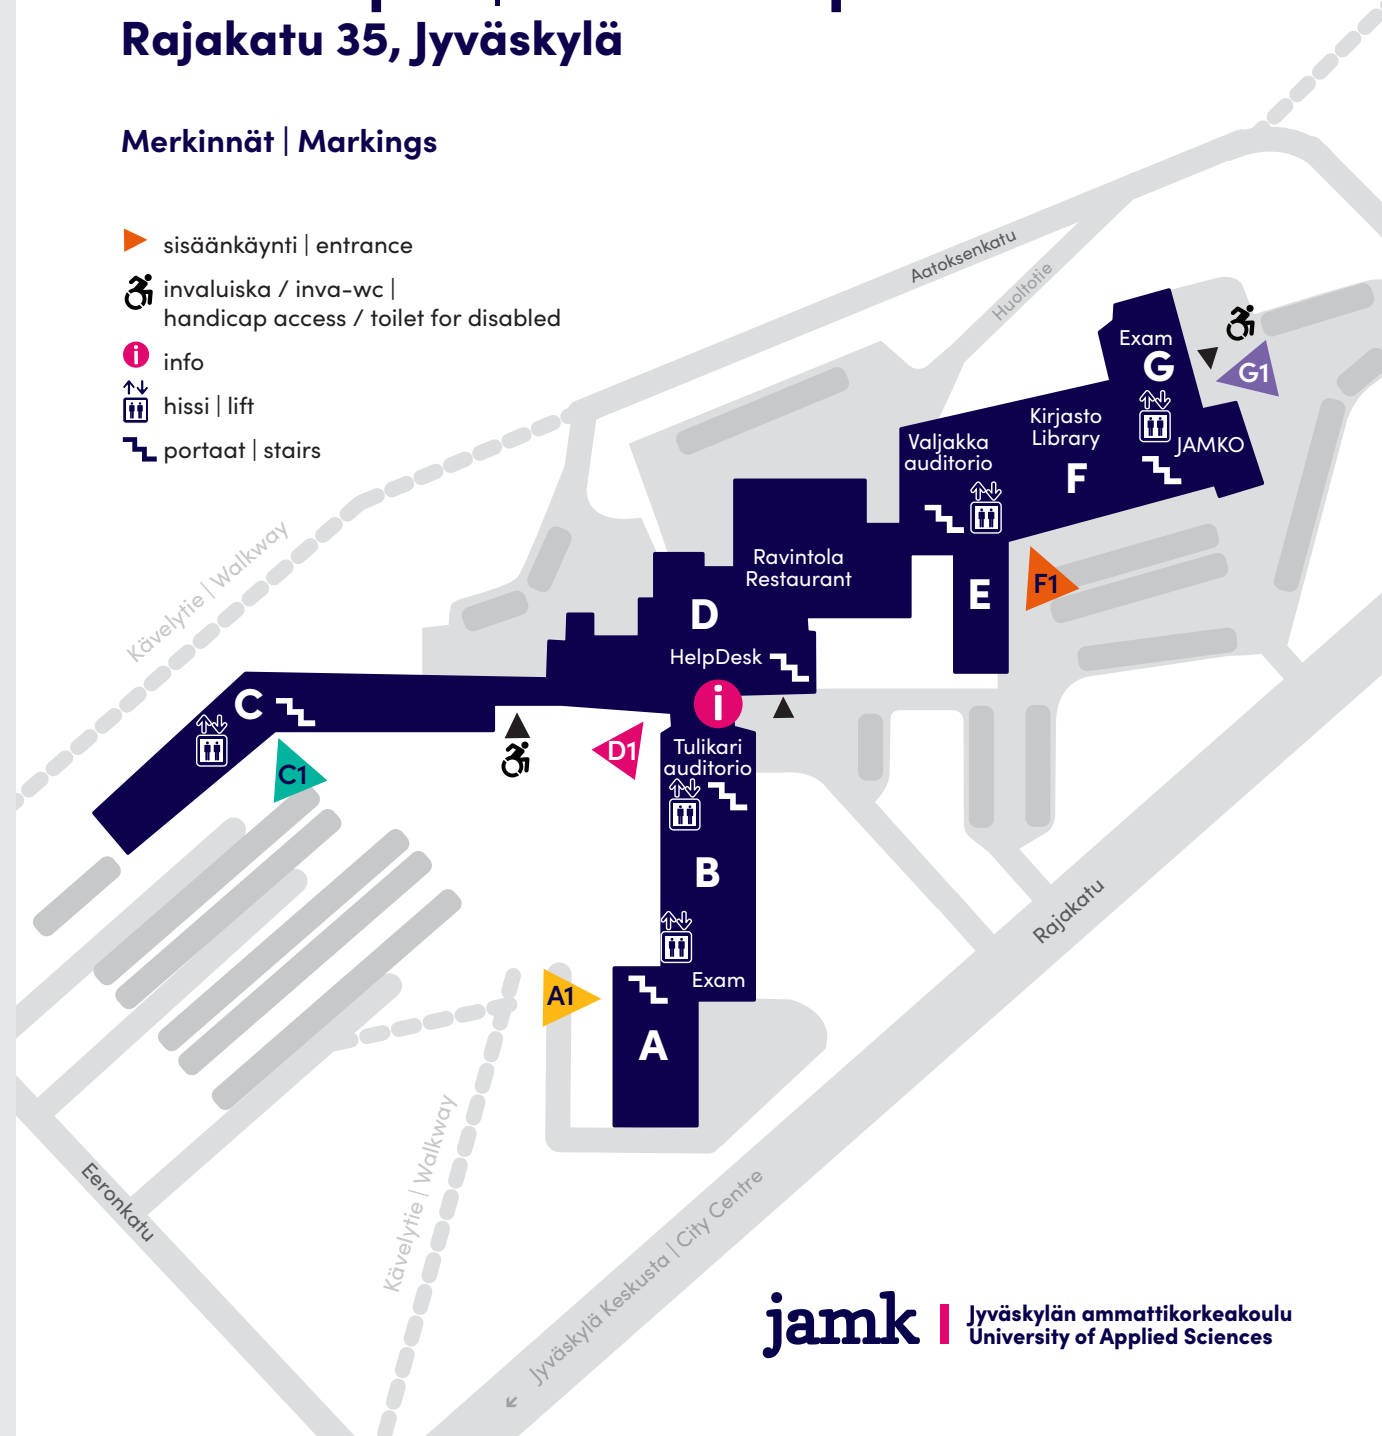 Rajakatu 35, Jyväskylä
Merkinnät | Markings
sisäänkäynti | entrance
invaluiska / inva-wc |
handicap access / toilet for disabled
i info
hissi | lift
portaat | stairs
Aatoksenkatu
Huoltotie
Exam
G
G1
Kirjasto
Library
JAMKO
Valjakka
auditorio
F
Kävelytie | Walkway
Ravintola
Restaurant
E
F1
D
HelpDesk
i
C
C1
D1
Tulikari
auditorio
B
Rajakatu
Exam
A1
A
Kävelytie | Walkway
Eeronkatu
Jyväskylä Keskusta | City Centre
jamk | Jyväskylän ammattikorkeakoulu
University of Applied Sciences